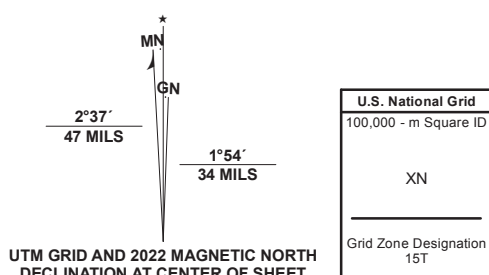 ★
MN
GN
2°37´
47 MILS
1°54´
34 MILS
UTM GRID AND 2022 MAGNETIC NORTH
DECLINATION AT CENTER OF SHEET
U.S. National Grid
100,000 - m Square ID
XN
Grid Zone Designation
15T